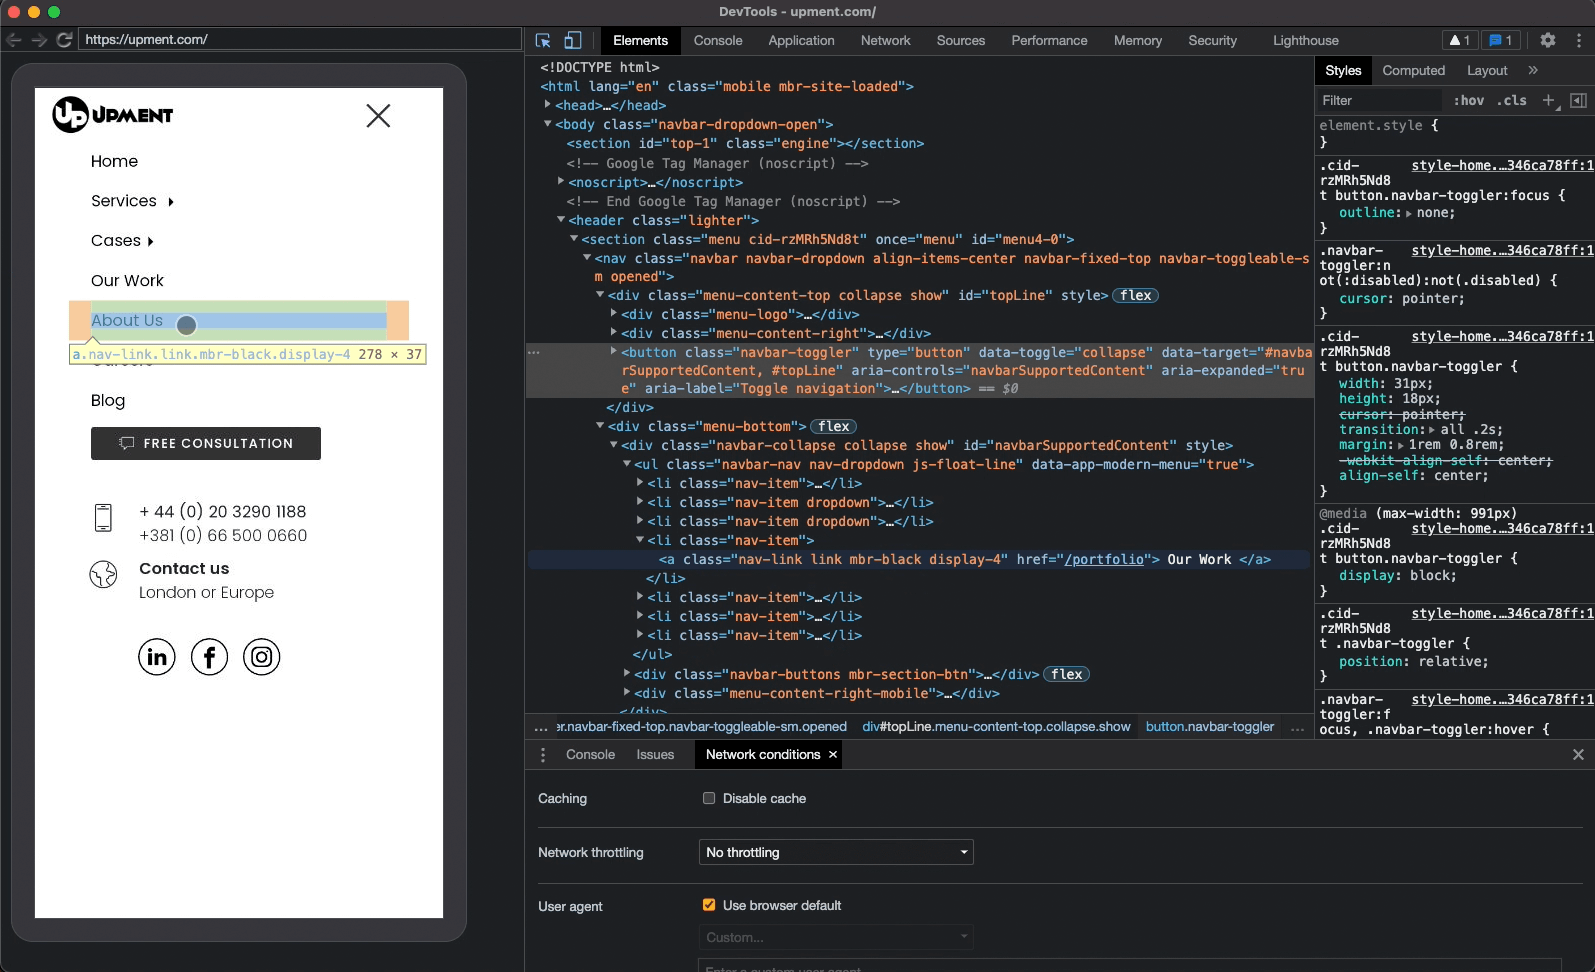 DevTools - upment.com/
https://upment.com/
Elements
Console
Application
Network
Sources
Performance
Memory
Security
Lighthouse
1
1
UP UPMENT
Home
Services
Cases
Our Work
About Us
a.nav-link.link.mbr-black.display-4 278 × 37
Blog
FREE CONSULTATION
+ 44 (0) 20 3290 1188
+381 (0) 66 500 0660
Contact us
London or Europe
in
f
<!DOCTYPE html>
<html lang="en" class="mobile mbr-site-loaded">
<head>…</head>
<body class="navbar-dropdown-open">
<section id="top-1" class="engine"></section>
<!-- Google Tag Manager (noscript) -->
<noscript>…</noscript>
<!-- End Google Tag Manager (noscript) -->
<header class="lighter">
<section class="menu cid-rzMRh5Nd8t" once="menu" id="menu4-0">
<nav class="navbar navbar-dropdown align-items-center navbar-fixed-top navbar-toggleable-s
m opened">
<div class="menu-content-top collapse show" id="topLine" style> flex
<div class="menu-logo">…</div>
<div class="menu-content-right">…</div>
… <button class="navbar-toggler" type="button" data-toggle="collapse" data-target="#navba
rSupportedContent, #topLine" aria-controls="navbarSupportedContent" aria-expanded="tru
e" aria-label="Toggle navigation">…</button> == $0
</div>
<div class="menu-bottom"> flex
<div class="navbar-collapse collapse show" id="navbarSupportedContent" style>
<ul class="navbar-nav nav-dropdown js-float-line" data-app-modern-menu="true">
<li class="nav-item">…</li>
<li class="nav-item dropdown">…</li>
<li class="nav-item dropdown">…</li>
<li class="nav-item">
<a class="nav-link link mbr-black display-4" href="/portfolio"> Our Work </a>
</li>
<li class="nav-item">…</li>
<li class="nav-item">…</li>
<li class="nav-item">…</li>
</ul>
<div class="navbar-buttons mbr-section-btn">…</div> flex
<div class="menu-content-right-mobile">…</div>
</div>
… er.navbar-fixed-top.navbar-toggleable-sm.opened div#topLine.menu-content-top.collapse.show button.navbar-toggler …
Styles
Computed
Layout
»
Filter
:hov
.cls
+
element.style {
}
.cid- style-home.…346ca78ff:1
rzMRh5Nd8
t button.navbar-toggler:focus {
outline: none;
}
.navbar- style-home.…346ca78ff:1
toggler:n
ot(:disabled):not(.disabled) {
cursor: pointer;
}
.cid- style-home.…346ca78ff:1
rzMRh5Nd8
t button.navbar-toggler {
width: 31px;
height: 18px;
cursor: pointer;
transition: all .2s;
margin: 1rem 0.8rem;
-webkit-align-self: center;
align-self: center;
}
@media (max-width: 991px)
.cid- style-home.…346ca78ff:1
rzMRh5Nd8
t button.navbar-toggler {
display: block;
}
.cid- style-home.…346ca78ff:1
rzMRh5Nd8
t .navbar-toggler {
position: relative;
}
.navbar- style-home.…346ca78ff:1
toggler:f
ocus, .navbar-toggler:hover {
Console
Issues
Network conditions ×
Caching
Disable cache
Network throttling
No throttling
User agent
Use browser default
Custom...
Enter a custom user agent